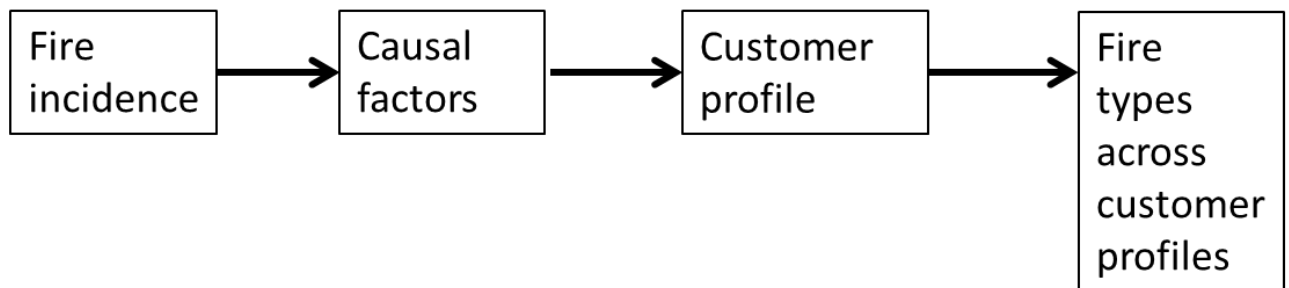 Fire
incidence
Causal
factors
Customer
profile
Fire
types
across
customer
profiles